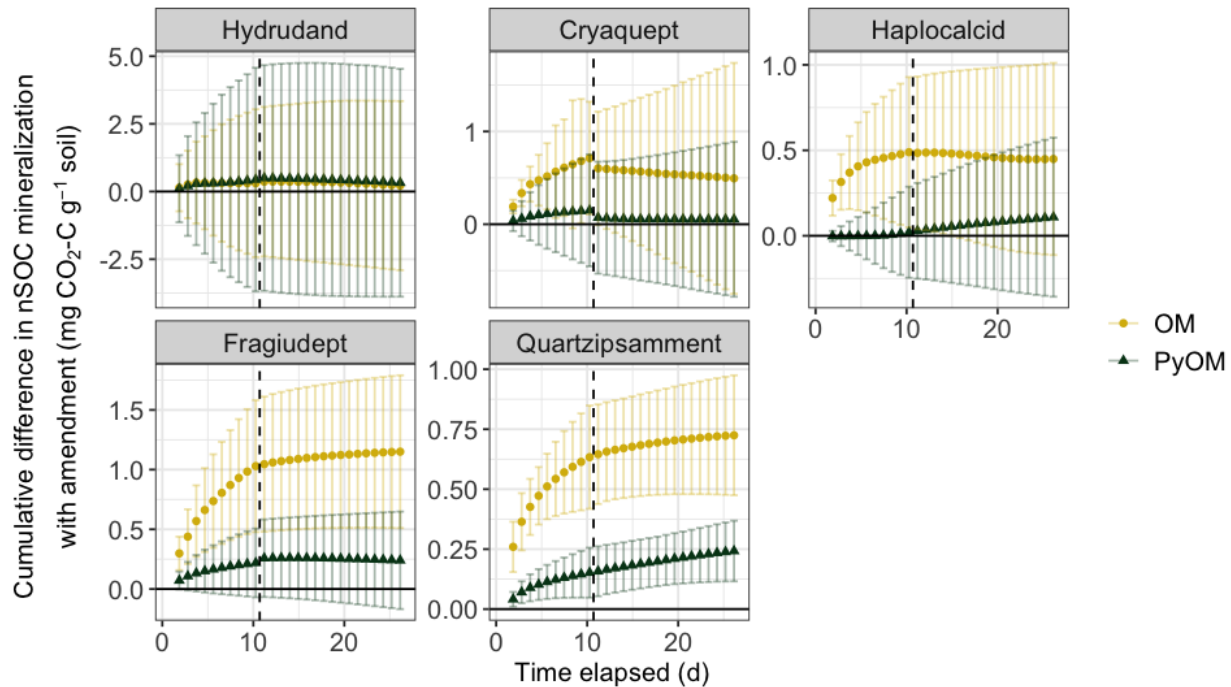 Hydrudand
Cryaquept
Haplocalcid
5.0
2.5
0.0
-2.5
1
0
1.0
0.5
0.0
0 10 20
Fragiudept
Quartzipsamment
1.5
1.0
0.5
0.0
1.00
0.75
0.50
0.25
0.00
0 10 20
0 10 20
Time elapsed (d)
Cumulative difference in nSOC mineralization
with amendment (mg CO₂-C g⁻¹ soil)
OM
PyOM